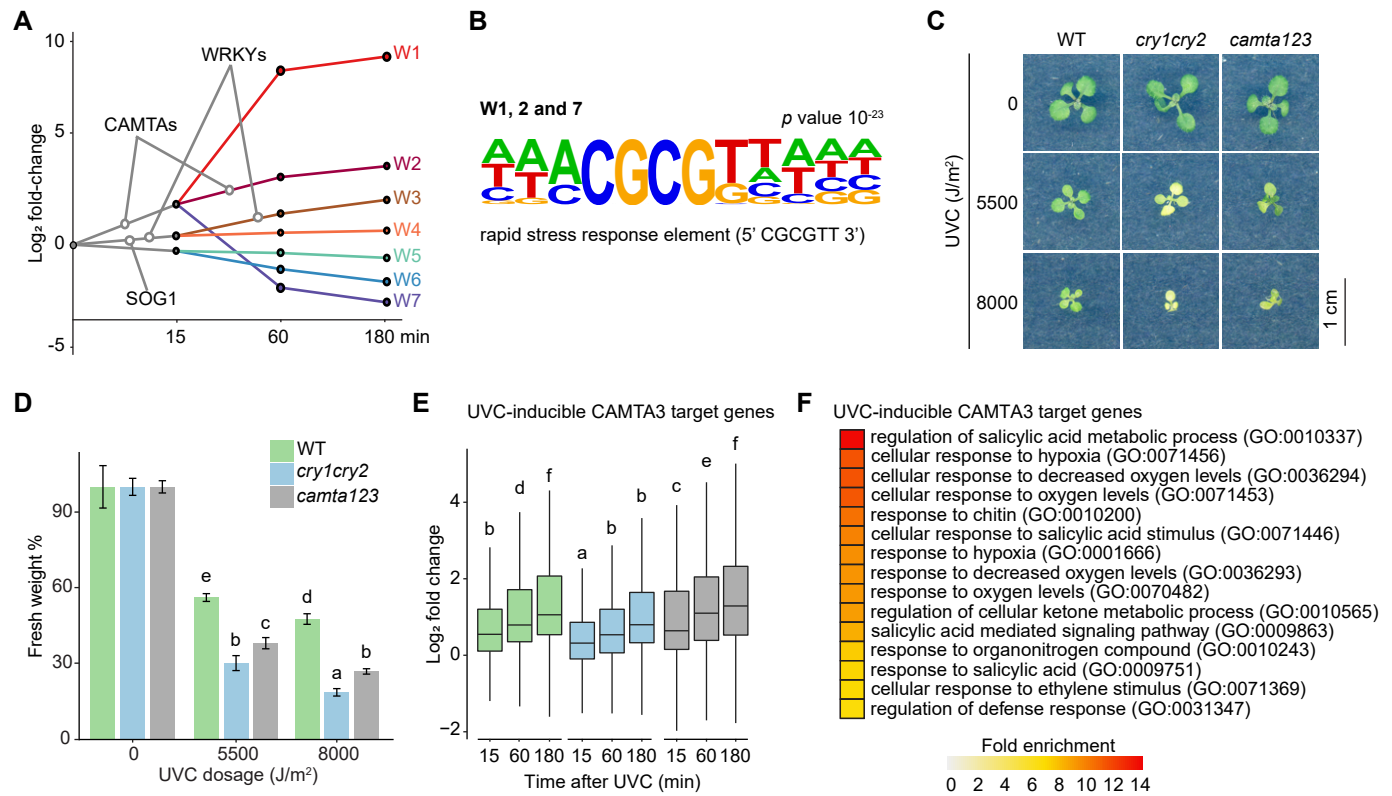 A
Log₂ fold-change
10
5
0
-5
CAMTAs
WRKYs
SOG1
W1
W2
W3
W4
W5
W6
W7
15
60
180 min
B
W1, 2 and 7
p value 10⁻²³
AAACGCGTTAAA
rapid stress response element (5’ CGCGTT 3’)
C
WT
cry1cry2
camta123
UVC (J/m²)
0
5500
8000
1 cm
D
WT
cry1cry2
camta123
Fresh weight %
90
60
30
0
e
b
c
d
a
b
0
5500
8000
UVC dosage (J/m²)
E
UVC-inducible CAMTA3 target genes
Log₂ fold change
4
2
0
−2
b
d
f
a
b
b
c
e
f
15 60 180 15 60 180 15 60 180
Time after UVC (min)
F
UVC-inducible CAMTA3 target genes
regulation of salicylic acid metabolic process (GO:0010337)
cellular response to hypoxia (GO:0071456)
cellular response to decreased oxygen levels (GO:0036294)
cellular response to oxygen levels (GO:0071453)
response to chitin (GO:0010200)
cellular response to salicylic acid stimulus (GO:0071446)
response to hypoxia (GO:0001666)
response to decreased oxygen levels (GO:0036293)
response to oxygen levels (GO:0070482)
regulation of cellular ketone metabolic process (GO:0010565)
salicylic acid mediated signaling pathway (GO:0009863)
response to organonitrogen compound (GO:0010243)
response to salicylic acid (GO:0009751)
cellular response to ethylene stimulus (GO:0071369)
regulation of defense response (GO:0031347)
Fold enrichment
0 2 4 6 8 10 12 14